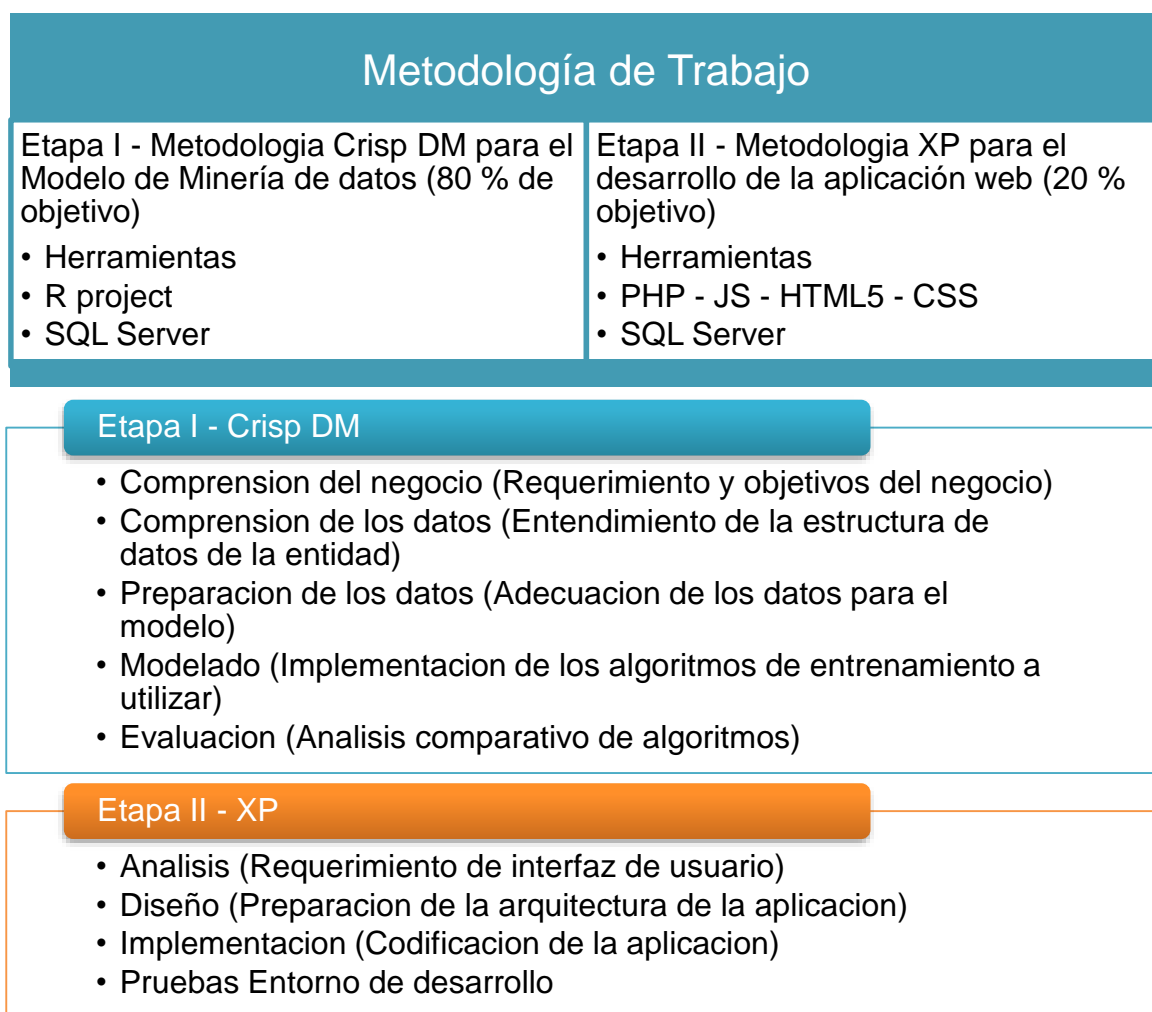 Metodología de Trabajo
Etapa I - Metodologia Crisp DM para el
Modelo de Minería de datos (80 % de
objetivo)
• Herramientas
• R project
• SQL Server
Etapa II - Metodologia XP para el
desarrollo de la aplicación web (20 %
objetivo)
• Herramientas
• PHP - JS - HTML5 - CSS
• SQL Server
Etapa I - Crisp DM
• Comprension del negocio (Requerimiento y objetivos del negocio)
• Comprension de los datos (Entendimiento de la estructura de
datos de la entidad)
• Preparacion de los datos (Adecuacion de los datos para el
modelo)
• Modelado (Implementacion de los algoritmos de entrenamiento a
utilizar)
• Evaluacion (Analisis comparativo de algoritmos)
Etapa II - XP
• Analisis (Requerimiento de interfaz de usuario)
• Diseño (Preparacion de la arquitectura de la aplicacion)
• Implementacion (Codificacion de la aplicacion)
• Pruebas Entorno de desarrollo